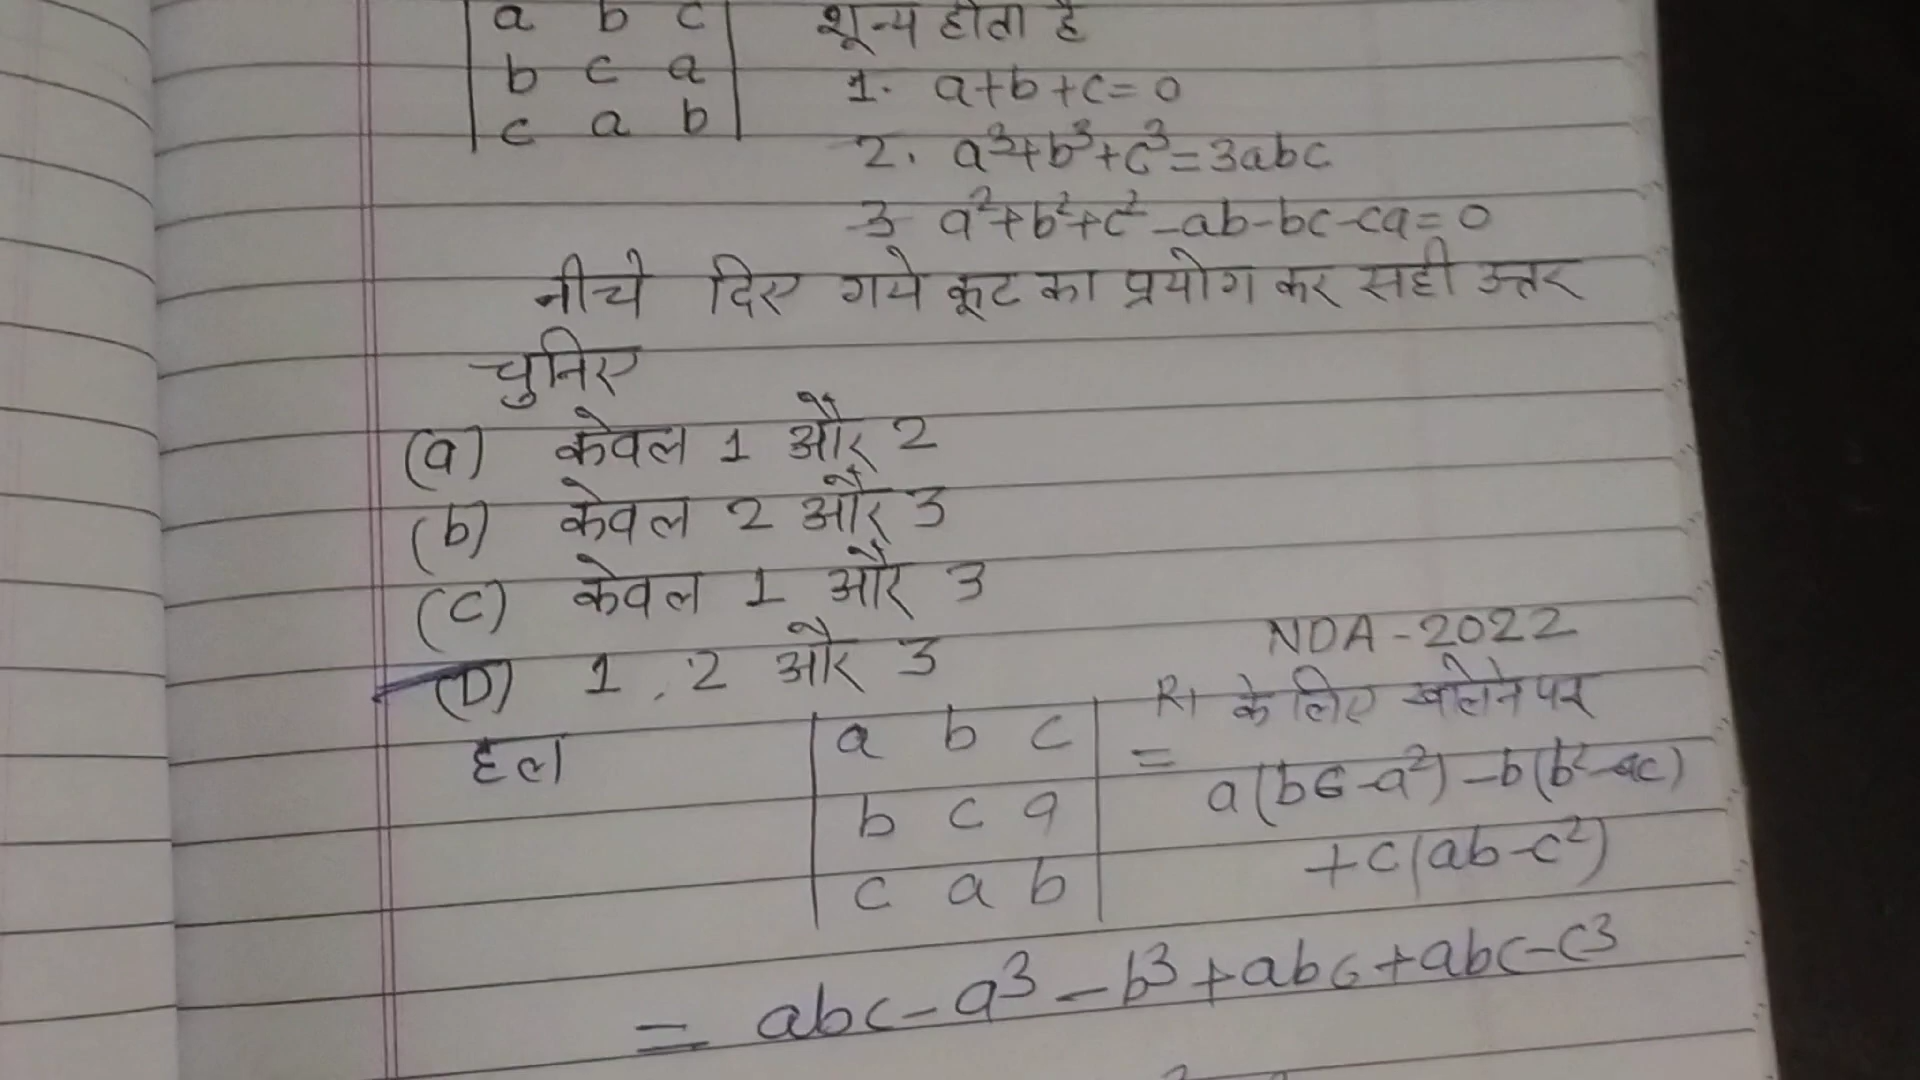 a b c शून्य होता है
b c a 1. a+b+c=0
c a b
2. a³+b³+c³=3abc
3 a²+b²+c²-ab-bc-ca=0
नीचे दिए गये कूट का प्रयोग कर सही उत्तर
चुनिए
(a) केवल 1 और 2
(b) केवल 2 और 3
(c) केवल 1 और 3
NDA-2022
(D) 1, 2 और 3
R1 के लिए खोलने पर
हल a b c =
b c a a(bc-a²)-b(b²-ac)
c a b +c(ab-c²)
= abc-a³-b³+abc+abc-c³